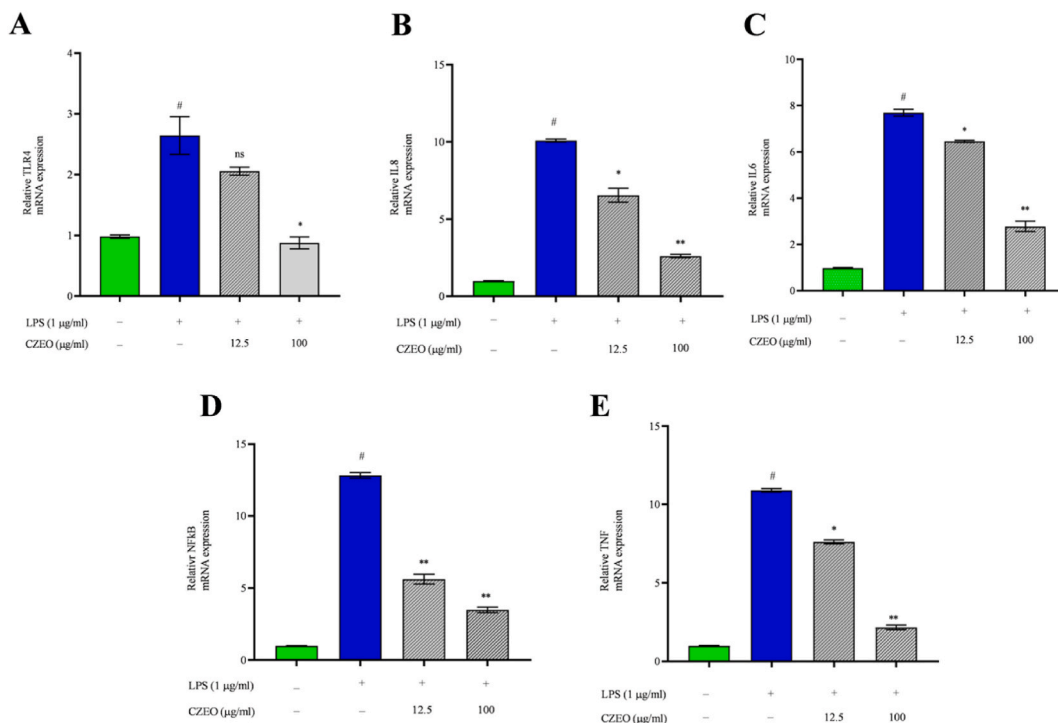 A
Relative TLR4
mRNA expression
4
3
2
1
0
#
ns
*
LPS (1 µg/ml) – + + +
CZEO (µg/ml) – – 12.5 100
B
Relative IL8
mRNA expression
15
10
5
0
#
*
**
LPS (1 µg/ml) – + + +
CZEO (µg/ml) – – 12.5 100
C
Relative IL6
mRNA expression
10
8
6
4
2
0
#
*
**
LPS (1 µg/ml) – + + +
CZEO (µg/ml) – – 12.5 100
D
Relativr NFkB
mRNA expression
15
10
5
0
#
**
**
LPS (1 µg/ml) – + + +
CZEO (µg/ml) – – 12.5 100
E
Relative TNF
mRNA expression
15
10
5
0
#
*
**
LPS (1 µg/ml) – + + +
CZEO (µg/ml) – – 12.5 100